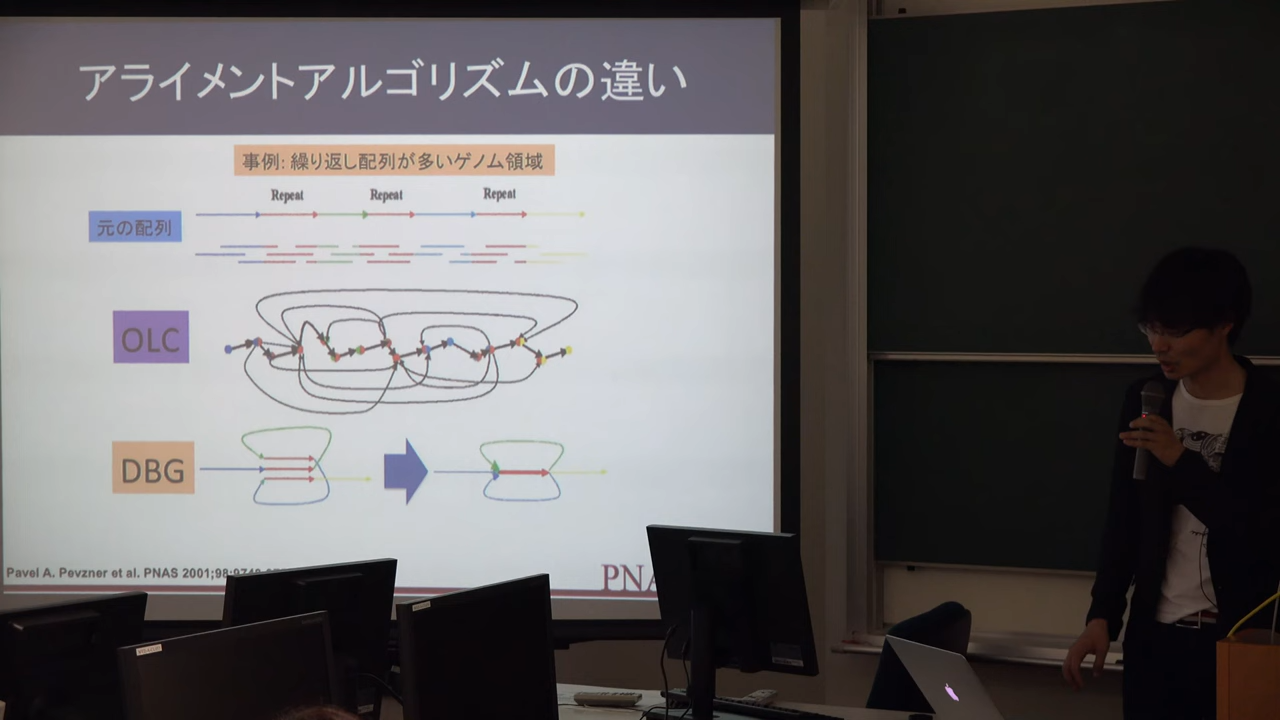 アライメントアルゴリズムの違い
事例: 繰り返し配列が多いゲノム領域
Repeat Repeat Repeat
元の配列
OLC
DBG
Pavel A. Pevzner et al. PNAS 2001;98:9748